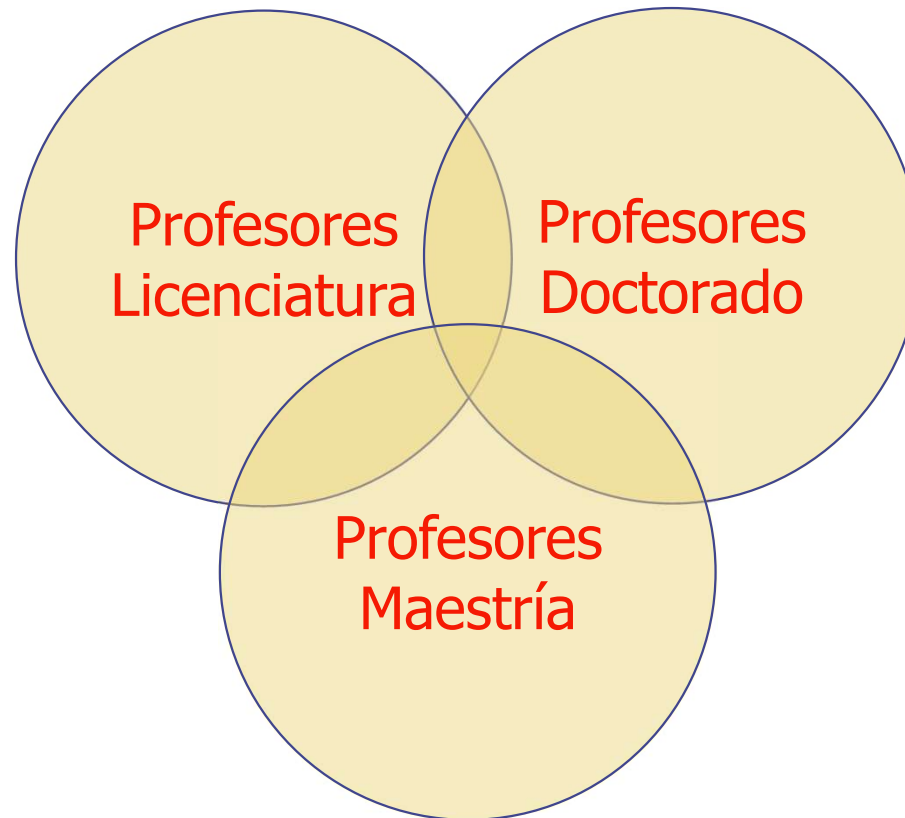 Profesores
Licenciatura
Profesores
Doctorado
Profesores
Maestría